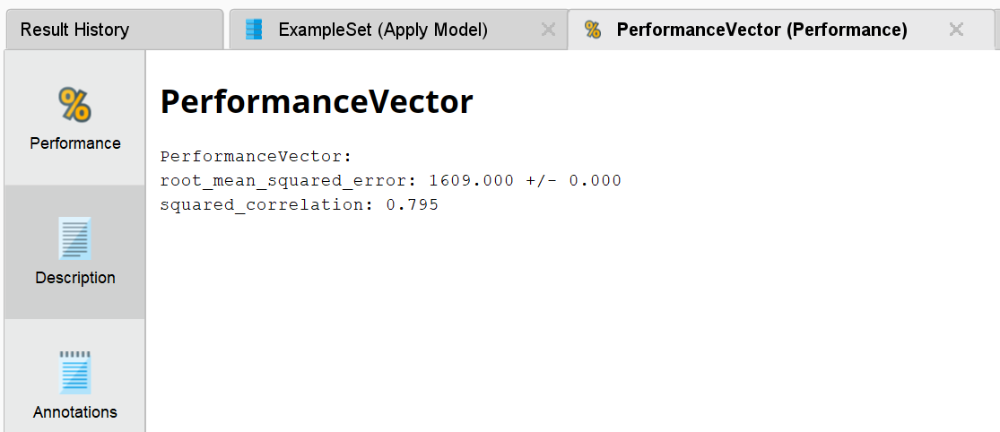 Result History
ExampleSet (Apply Model)
PerformanceVector (Performance)
%
Performance
Description
Annotations
PerformanceVector
PerformanceVector:
root_mean_squared_error: 1609.000 +/- 0.000
squared_correlation: 0.795